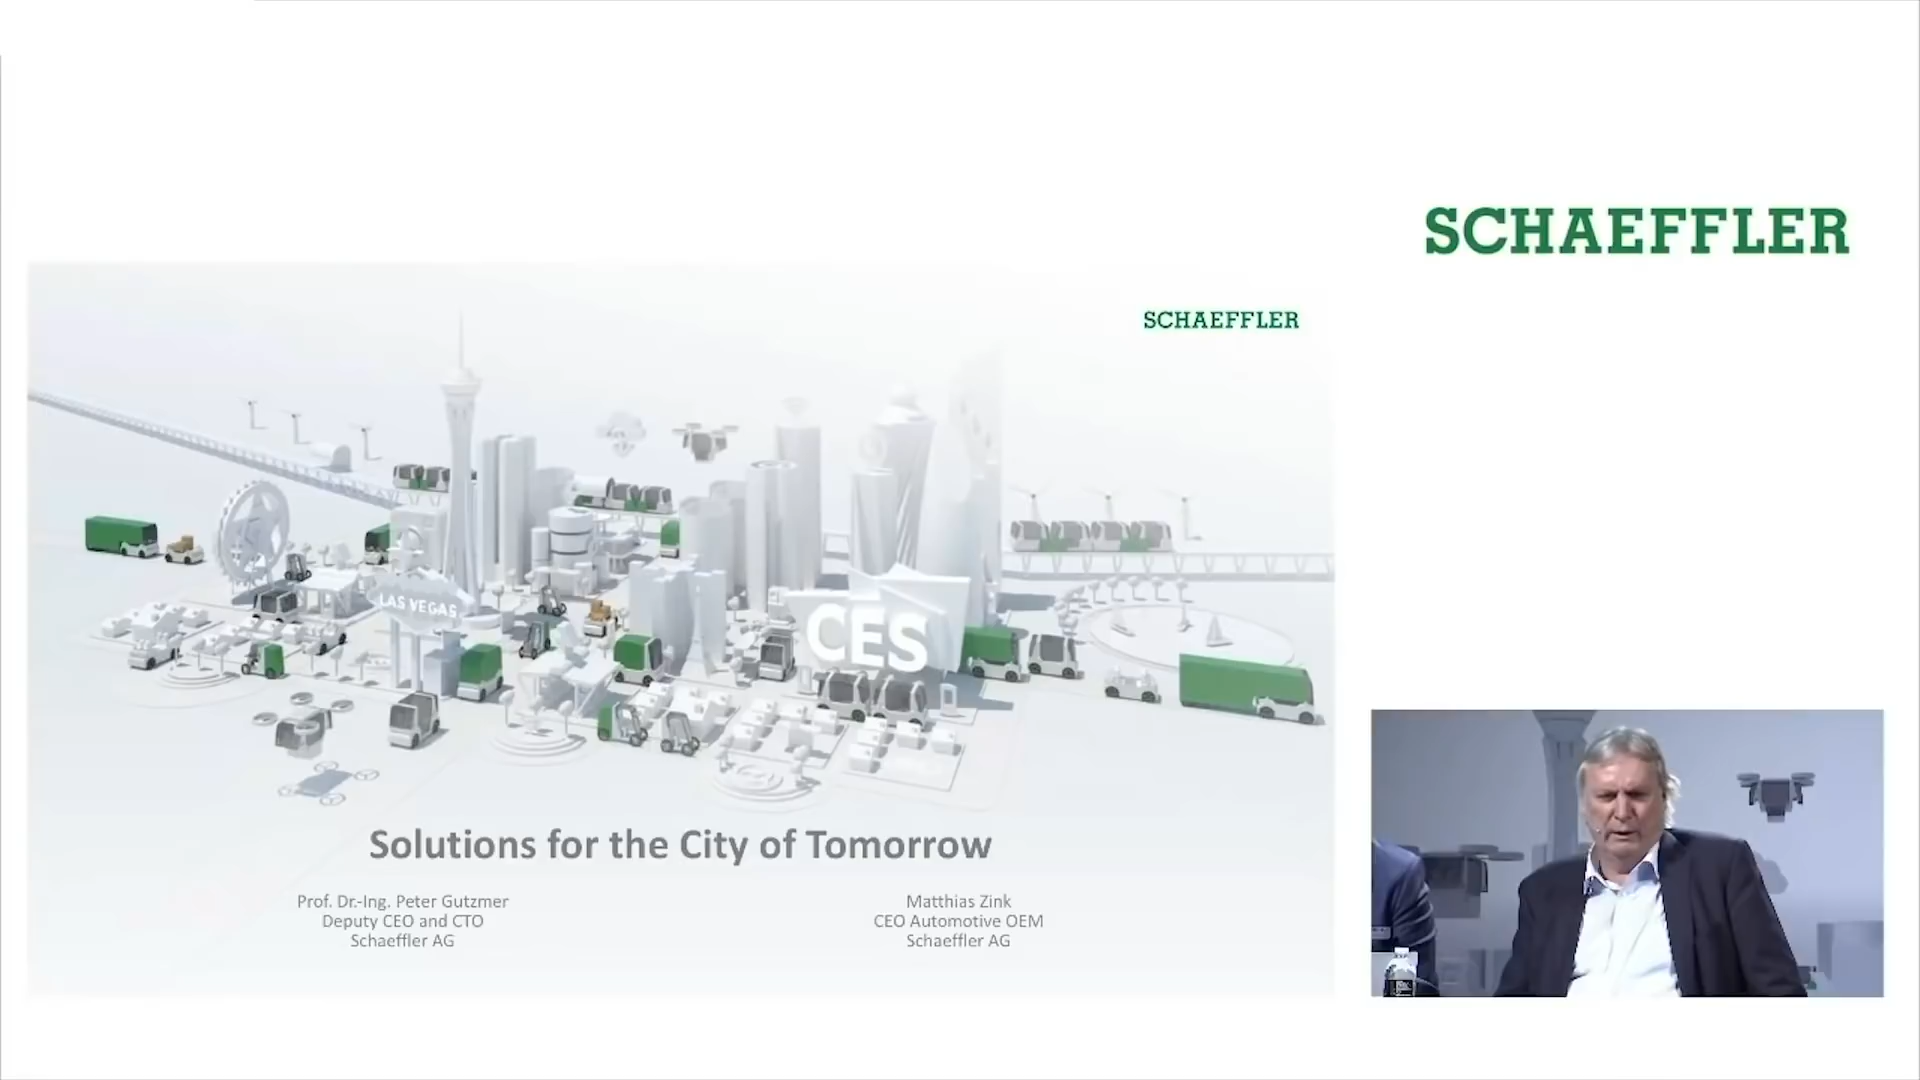 SCHAEFFLER
SCHAEFFLER
LAS VEGAS
CES
Solutions for the City of Tomorrow
Prof. Dr.-Ing. Peter Gutzmer
Deputy CEO and CTO
Schaeffler AG
Matthias Zink
CEO Automotive OEM
Schaeffler AG